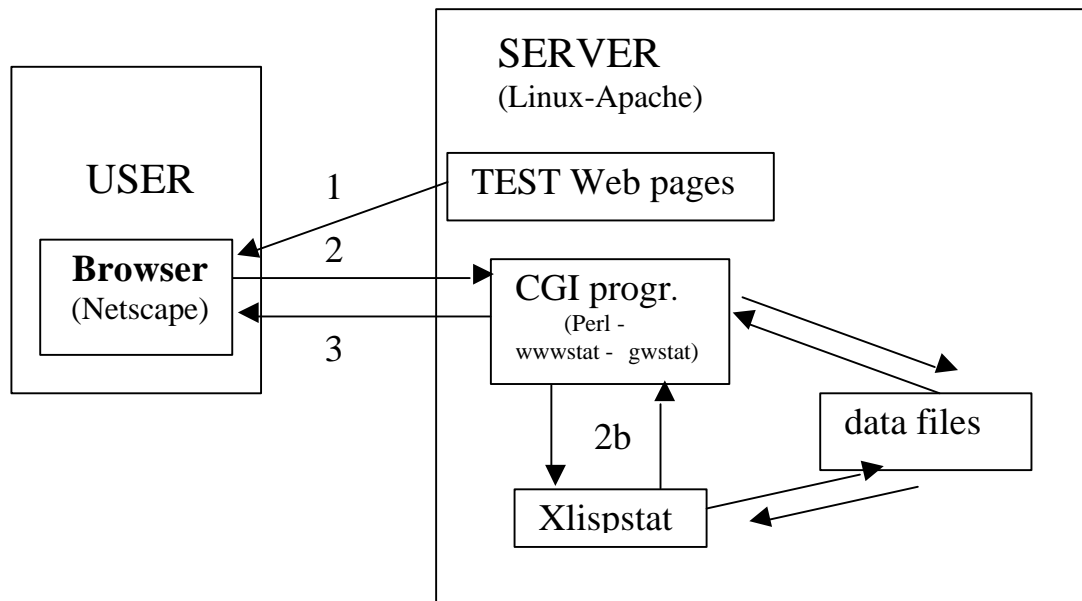 SERVER
(Linux-Apache)
USER
TEST Web pages
1
Browser
(Netscape)
2
3
CGI progr.
(Perl -
wwwstat - gwstat)
2b
data files
Xlispstat